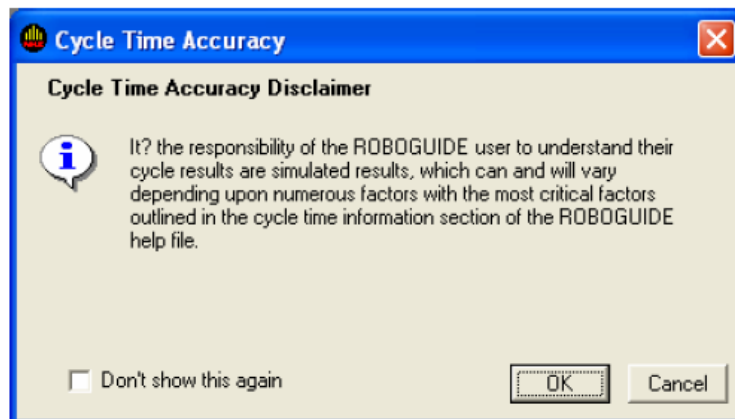 Cycle Time Accuracy
Cycle Time Accuracy Disclaimer
It? the responsibility of the ROBOGUIDE user to understand their
cycle results are simulated results, which can and will vary
depending upon numerous factors with the most critical factors
outlined in the cycle time information section of the ROBOGUIDE
help file.
Don't show this again
OK
Cancel